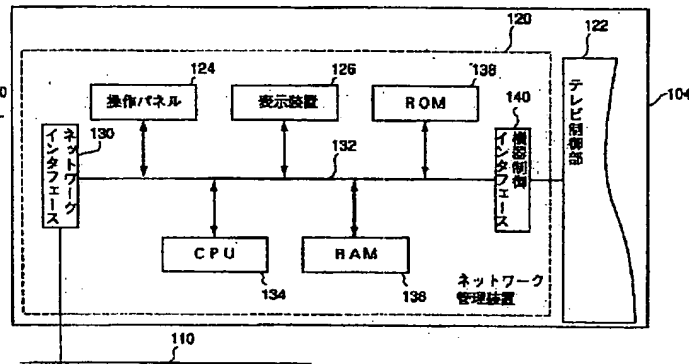 120
122
124
126
138
操作パネル
表示装置
ROM
140
104
0
130
ネットワーク
インタフェース
132
機器制御
インタフェース
テレビ制御部
CPU
RAM
134
136
ネットワーク
管理装置
110